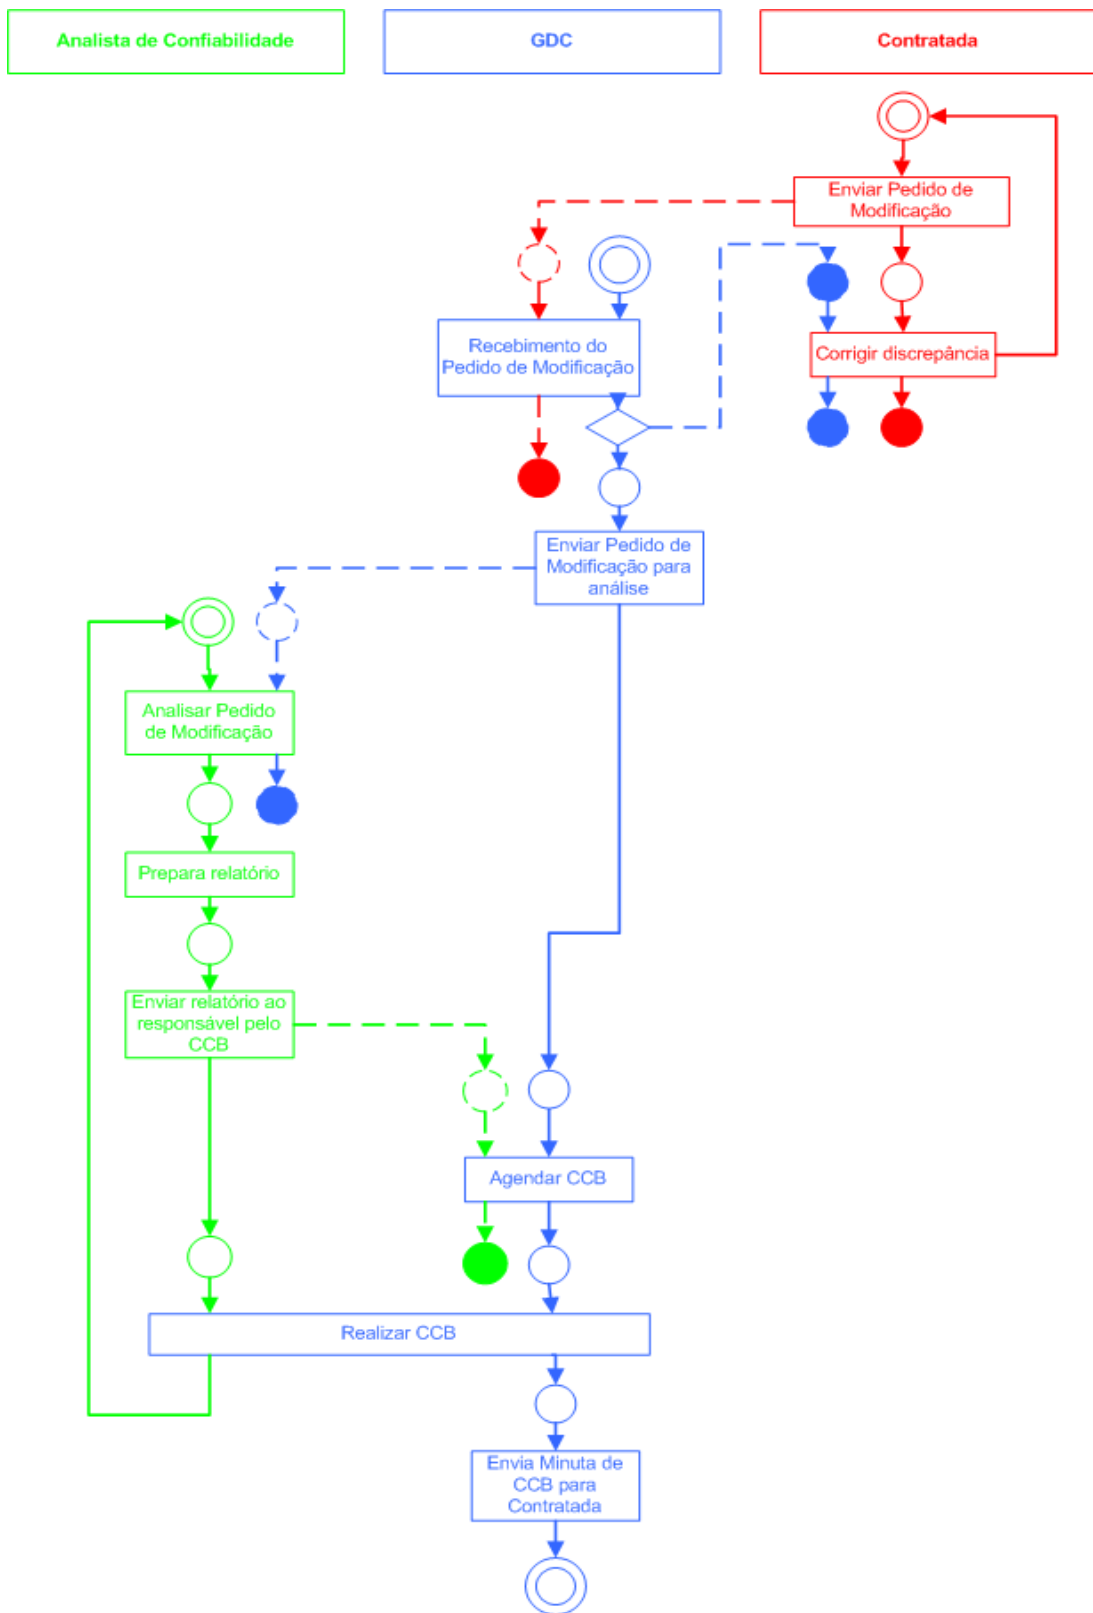 Analista de Confiabilidade
GDC
Contratada
Enviar Pedido de
Modificação
Recebimento do
Pedido de Modificação
Corrigir discrepância
Enviar Pedido de
Modificação para
análise
Analisar Pedido
de Modificação
Prepara relatório
Enviar relatório ao
responsável pelo
CCB
Agendar CCB
Realizar CCB
Envia Minuta de
CCB para
Contratada